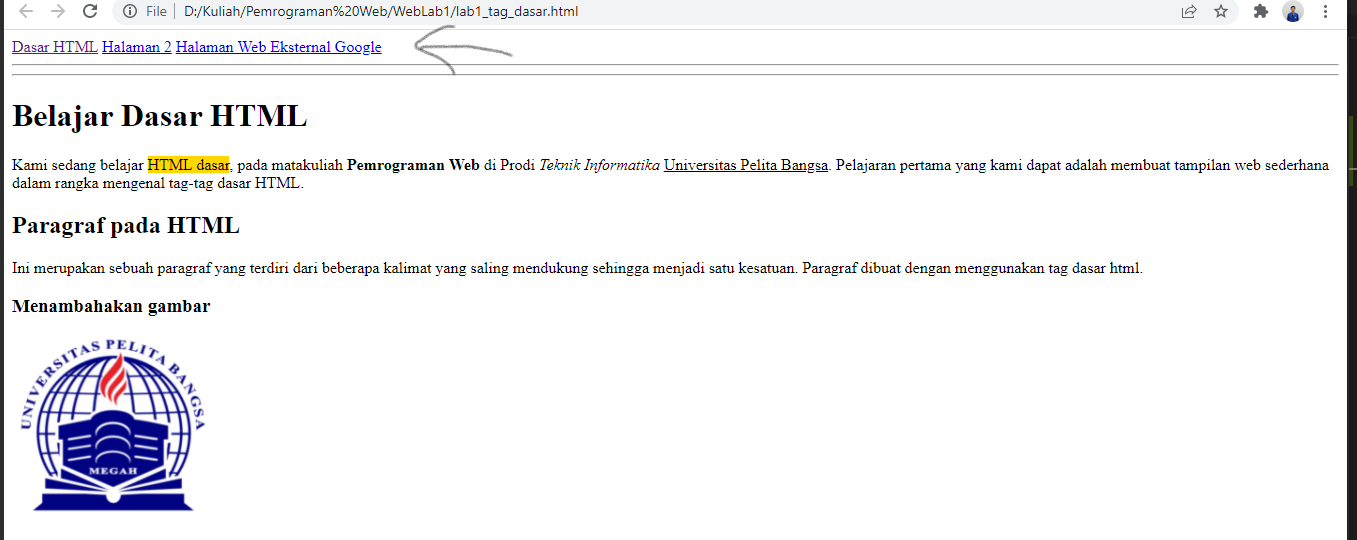 File | D:/Kuliah/Pemrograman%20Web/WebLab1/lab1_tag_dasar.html
Dasar HTML Halaman 2 Halaman Web Eksternal Google
Belajar Dasar HTML
Kami sedang belajar HTML dasar, pada matakuliah Pemrograman Web di Prodi Teknik Informatika Universitas Pelita Bangsa. Pelajaran pertama yang kami dapat adalah membuat tampilan web sederhana
dalam rangka mengenal tag-tag dasar HTML.
Paragraf pada HTML
Ini merupakan sebuah paragraf yang terdiri dari beberapa kalimat yang saling mendukung sehingga menjadi satu kesatuan. Paragraf dibuat dengan menggunakan tag dasar html.
Menambahakan gambar
UNIVERSITAS PELITA BANGSA
MEGAH